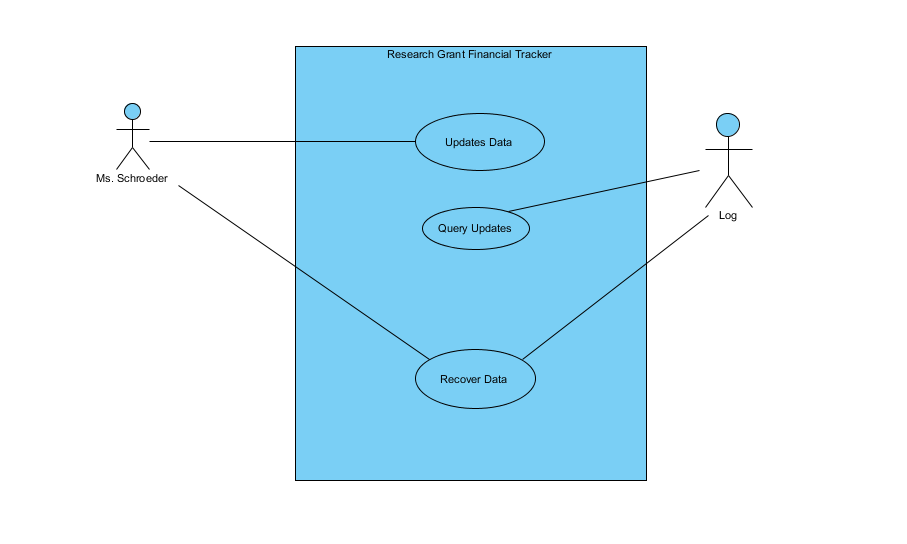 Research Grant Financial Tracker
Updates Data
Ms. Schroeder
Log
Query Updates
Recover Data